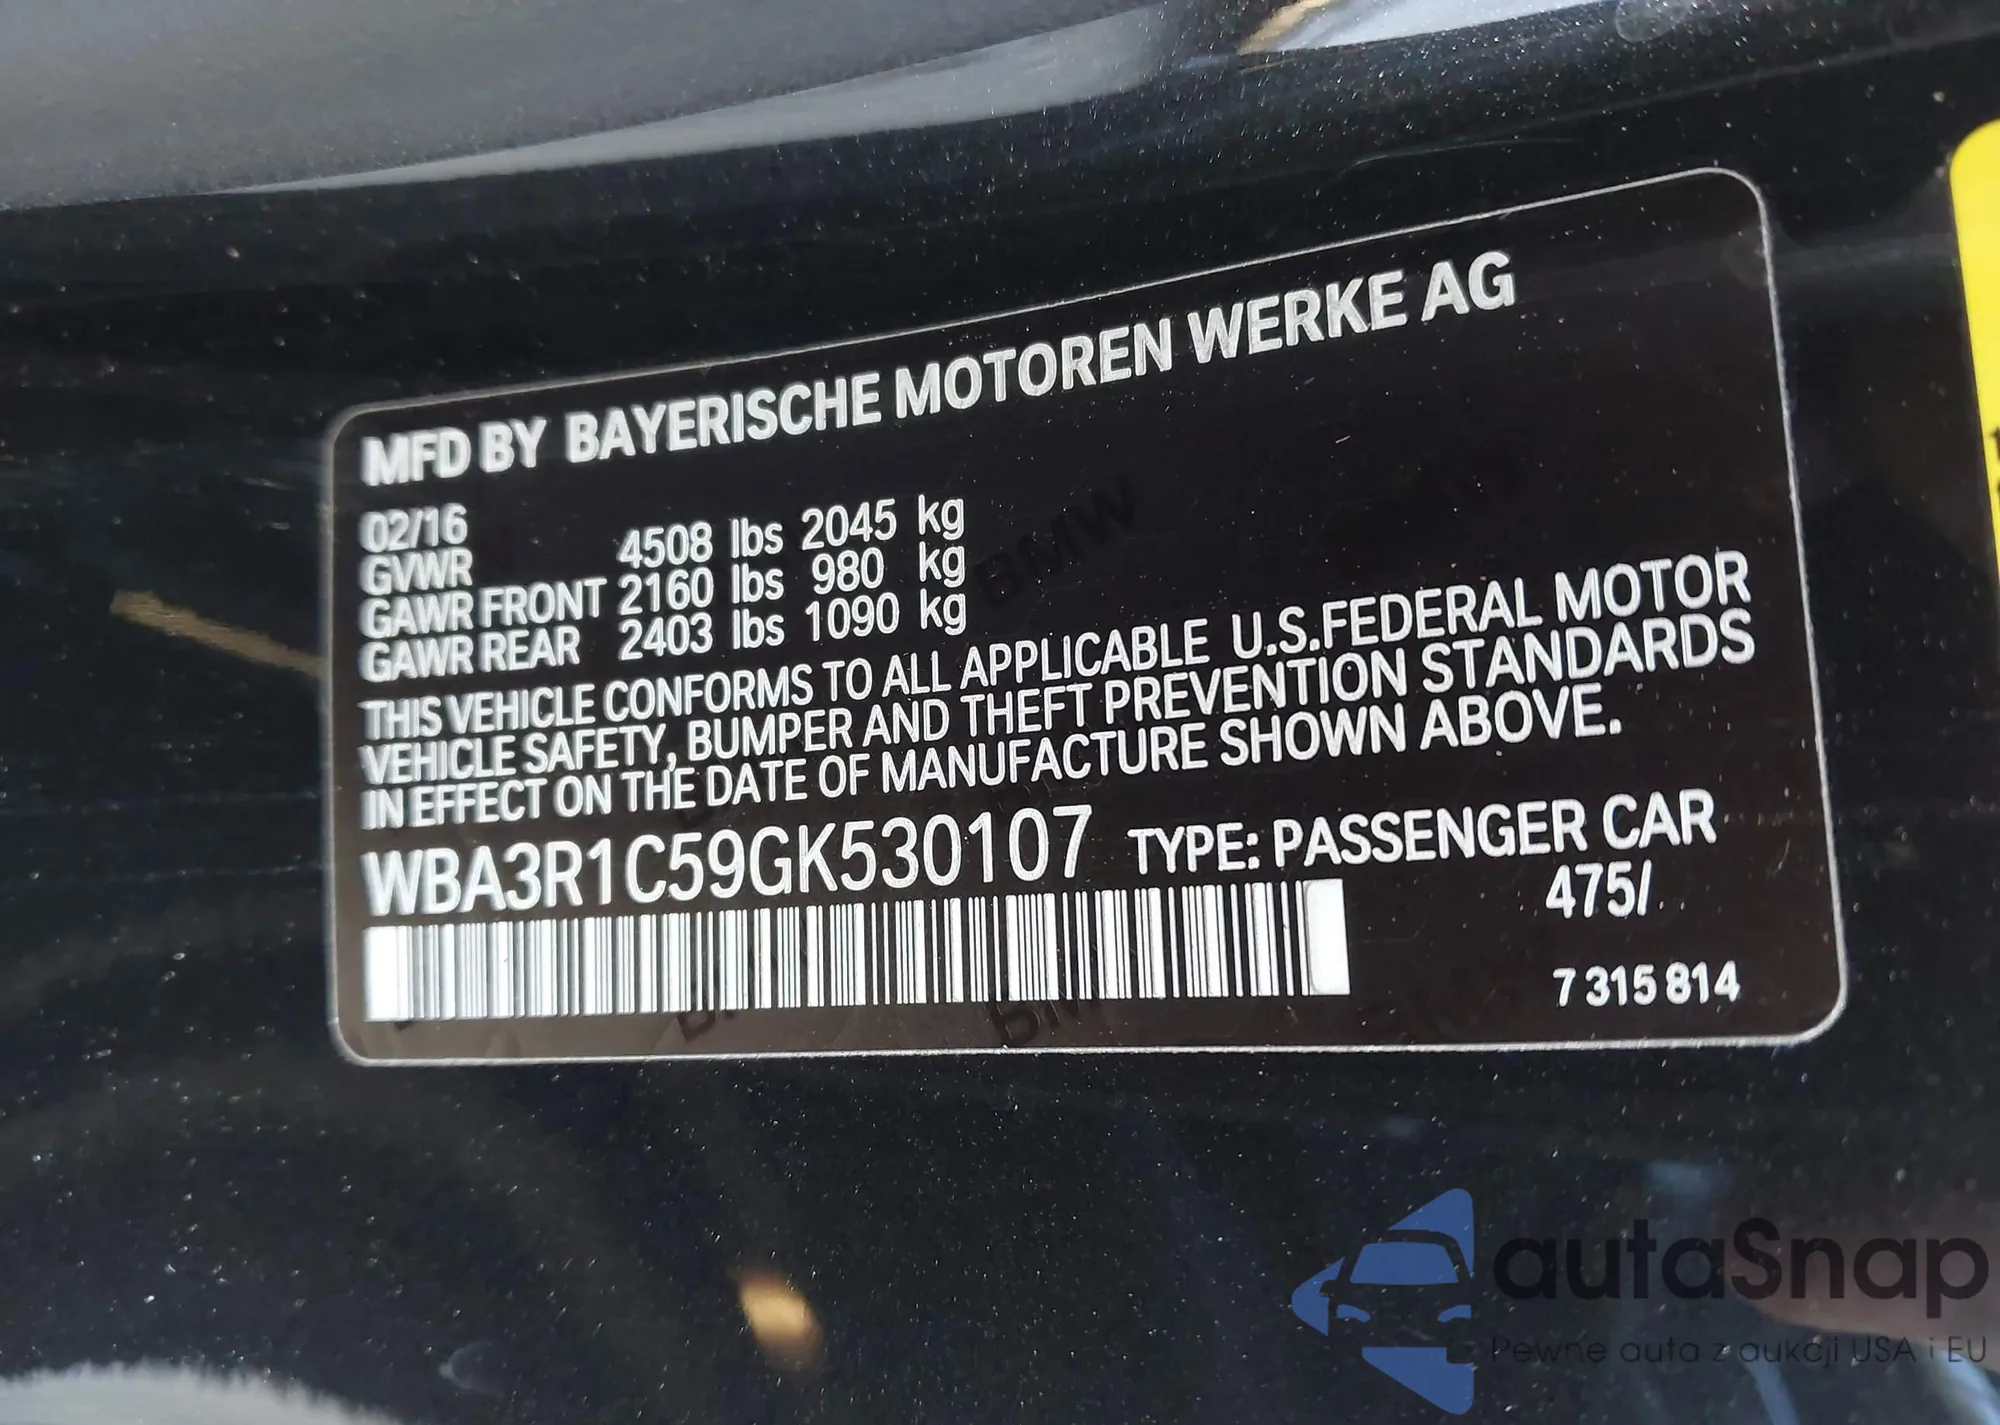 MFD BY BAYERISCHE MOTOREN WERKE AG
02/16
GVWR 4508 lbs 2045 kg
GAWR FRONT 2160 lbs 980 kg
GAWR REAR 2403 lbs 1090 kg
THIS VEHICLE CONFORMS TO ALL APPLICABLE U.S.FEDERAL MOTOR
VEHICLE SAFETY, BUMPER AND THEFT PREVENTION STANDARDS
IN EFFECT ON THE DATE OF MANUFACTURE SHOWN ABOVE.
WBA3R1C59GK530107 TYPE: PASSENGER CAR
475/
7 315 814
BMW
autaSnap
Pewne auta z aukcji USA i EU